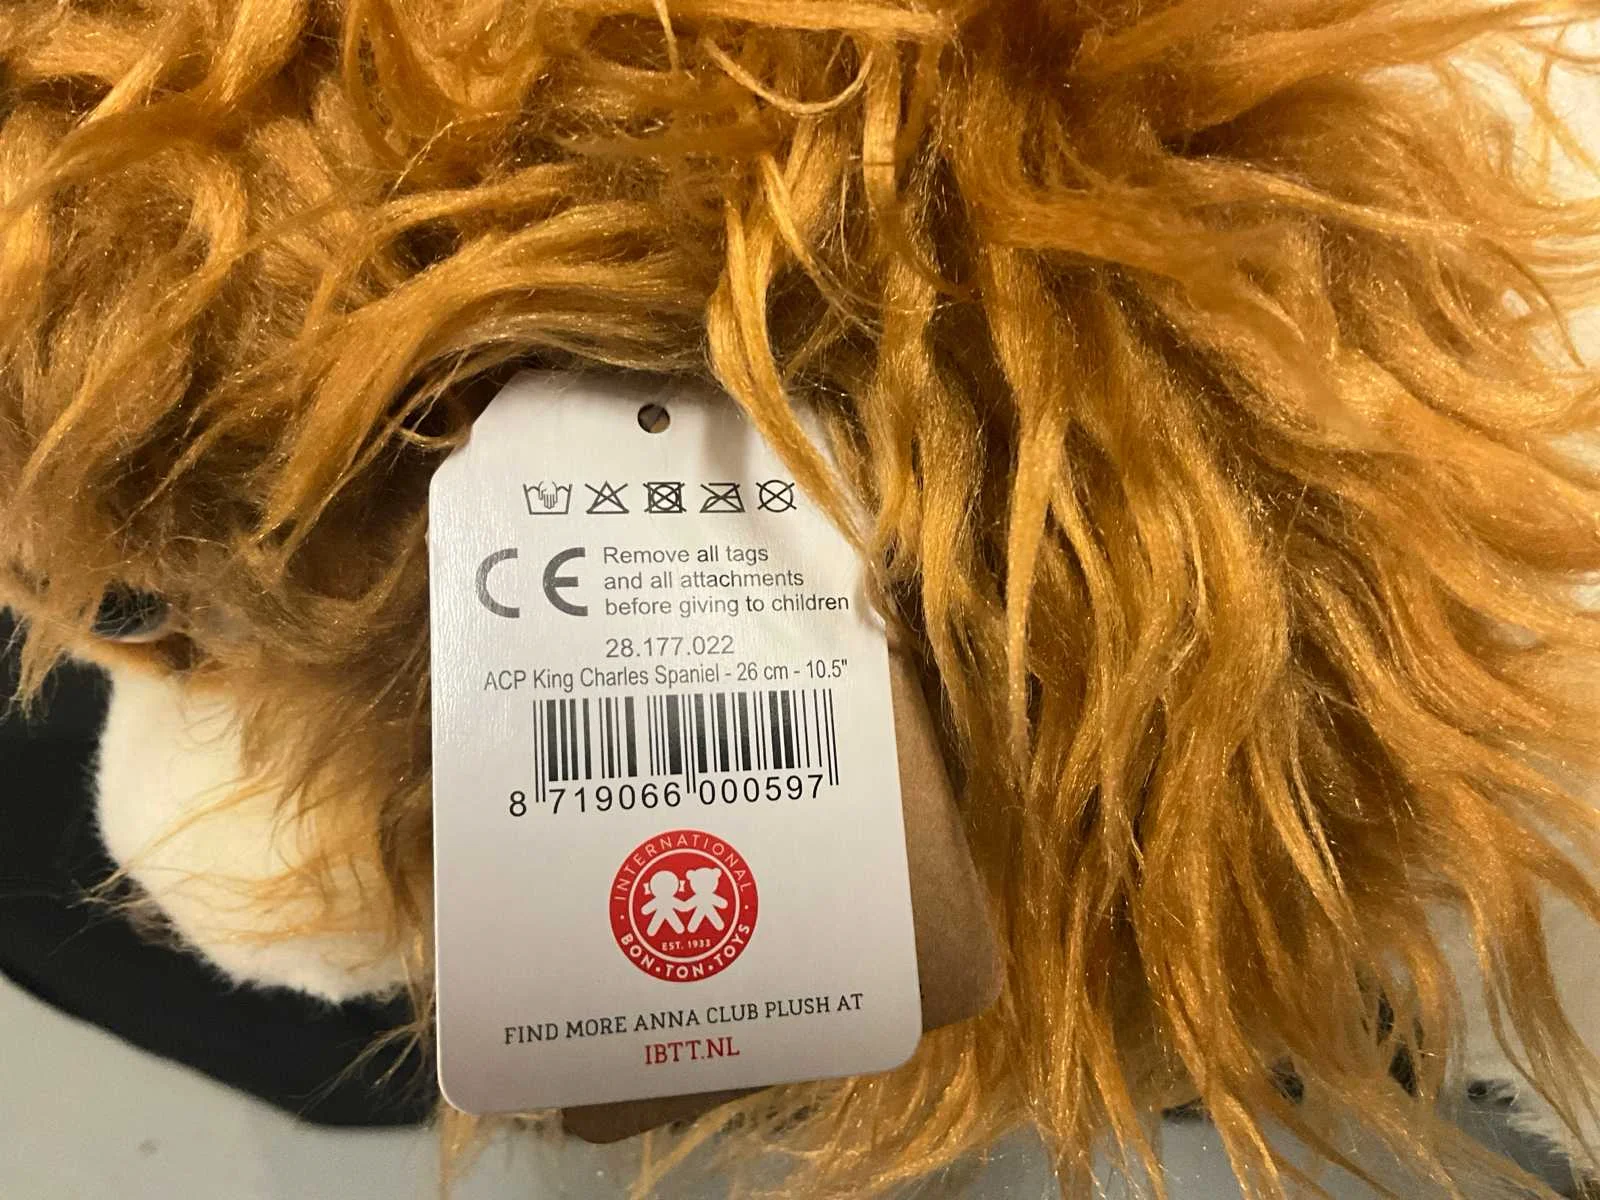 Remove all tags
and all attachments
before giving to children
28.177.022
ACP King Charles Spaniel - 26 cm - 10.5"
8 719066 000597
INTERNATIONAL
EST. 1933
BON·TON·TOYS
FIND MORE ANNA CLUB PLUSH AT
IBTT.NL